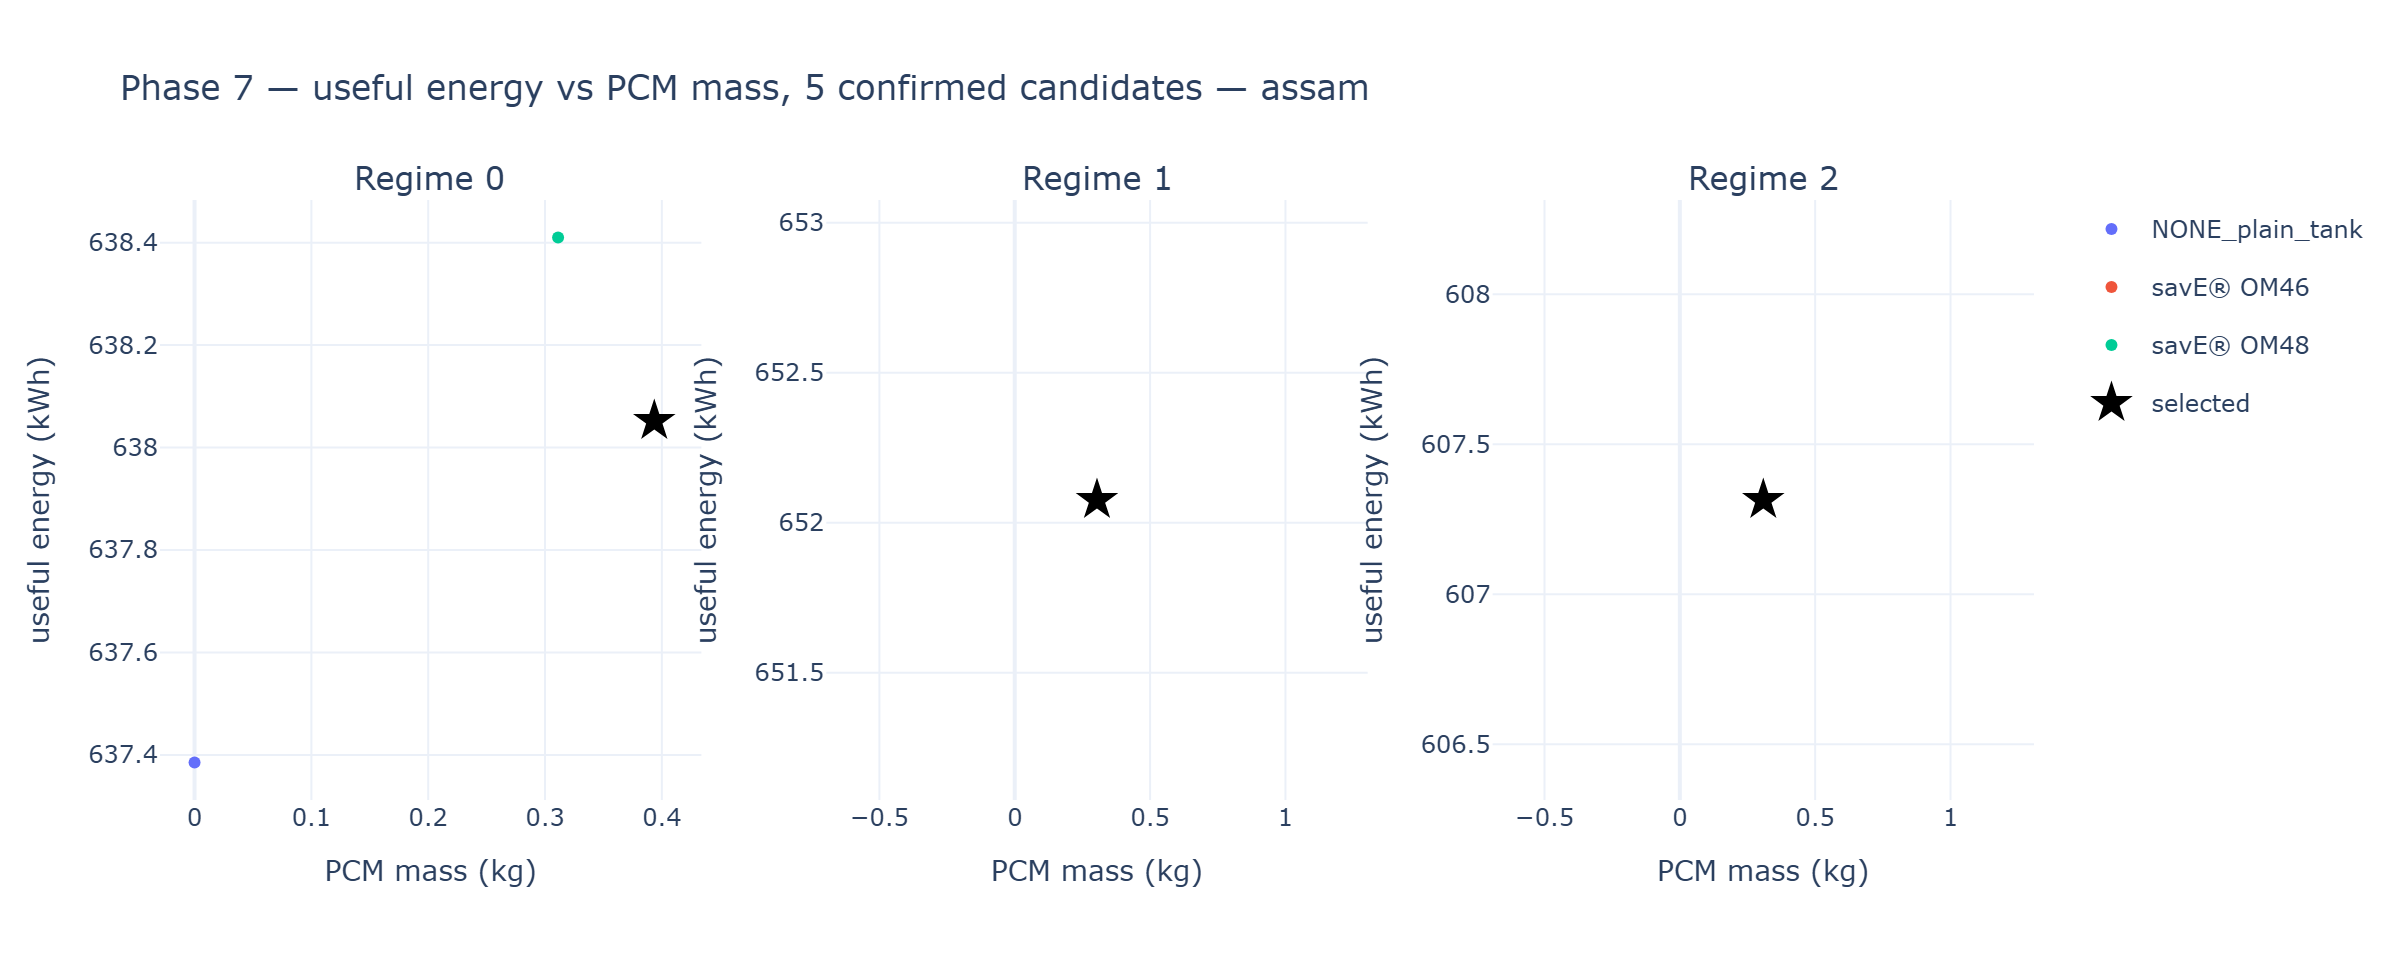 Phase 7 — useful energy vs PCM mass, 5 confirmed candidates — assam
Regime 0
638.4
638.2
638
637.8
637.6
637.4
useful energy (kWh)
0 0.1 0.2 0.3 0.4
PCM mass (kg)
Regime 1
653
652.5
652
651.5
useful energy (kWh)
−0.5 0 0.5 1
PCM mass (kg)
Regime 2
608
607.5
607
606.5
useful energy (kWh)
−0.5 0 0.5 1
PCM mass (kg)
NONE_plain_tank
savE® OM46
savE® OM48
selected